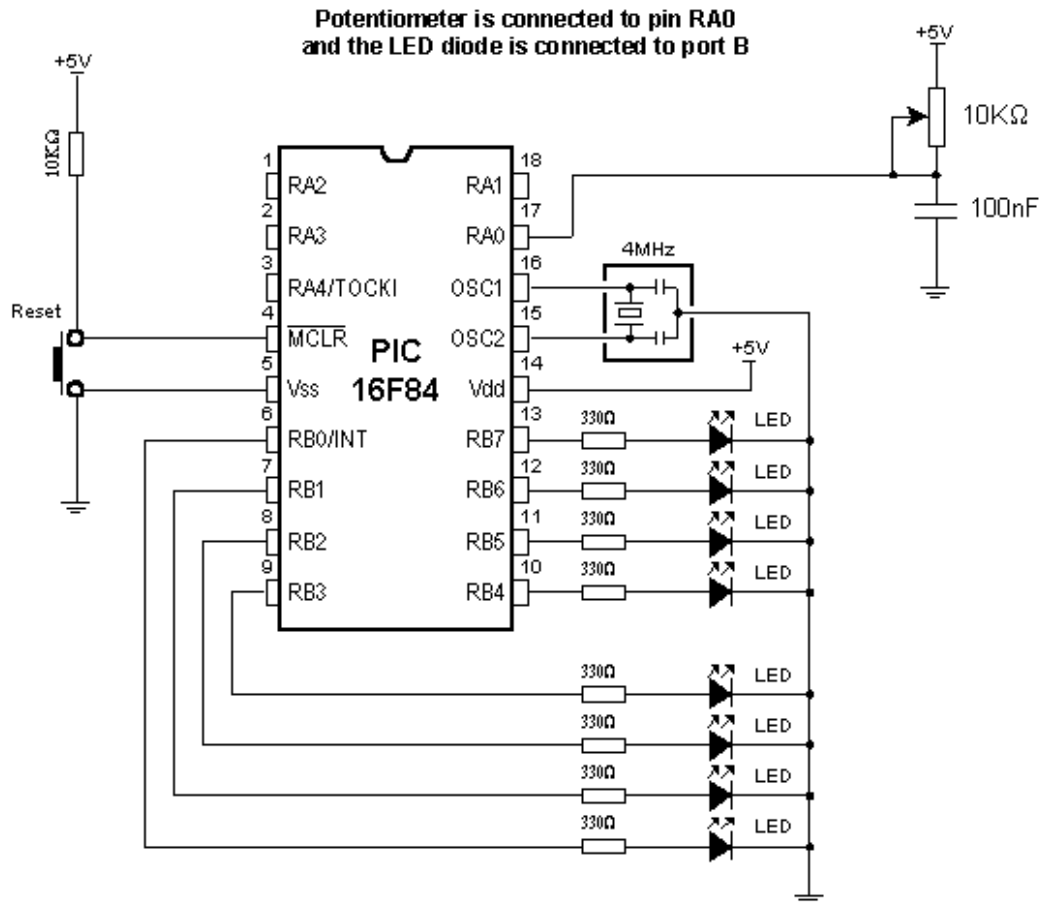 Potentiometer is connected to pin RA0
and the LED diode is connected to port B
+5V
10KΩ
Reset
+5V
10KΩ
100nF
1
RA2
2
RA3
3
RA4/TOCKI
4
MCLR
5
Vss
6
RB0/INT
7
RB1
8
RB2
9
RB3
PIC
16F84
18
RA1
17
RA0
16
OSC1
15
OSC2
14
Vdd
13
RB7
12
RB6
11
RB5
10
RB4
4MHz
+5V
330Ω
LED
330Ω
LED
330Ω
LED
330Ω
LED
330Ω
LED
330Ω
LED
330Ω
LED
330Ω
LED